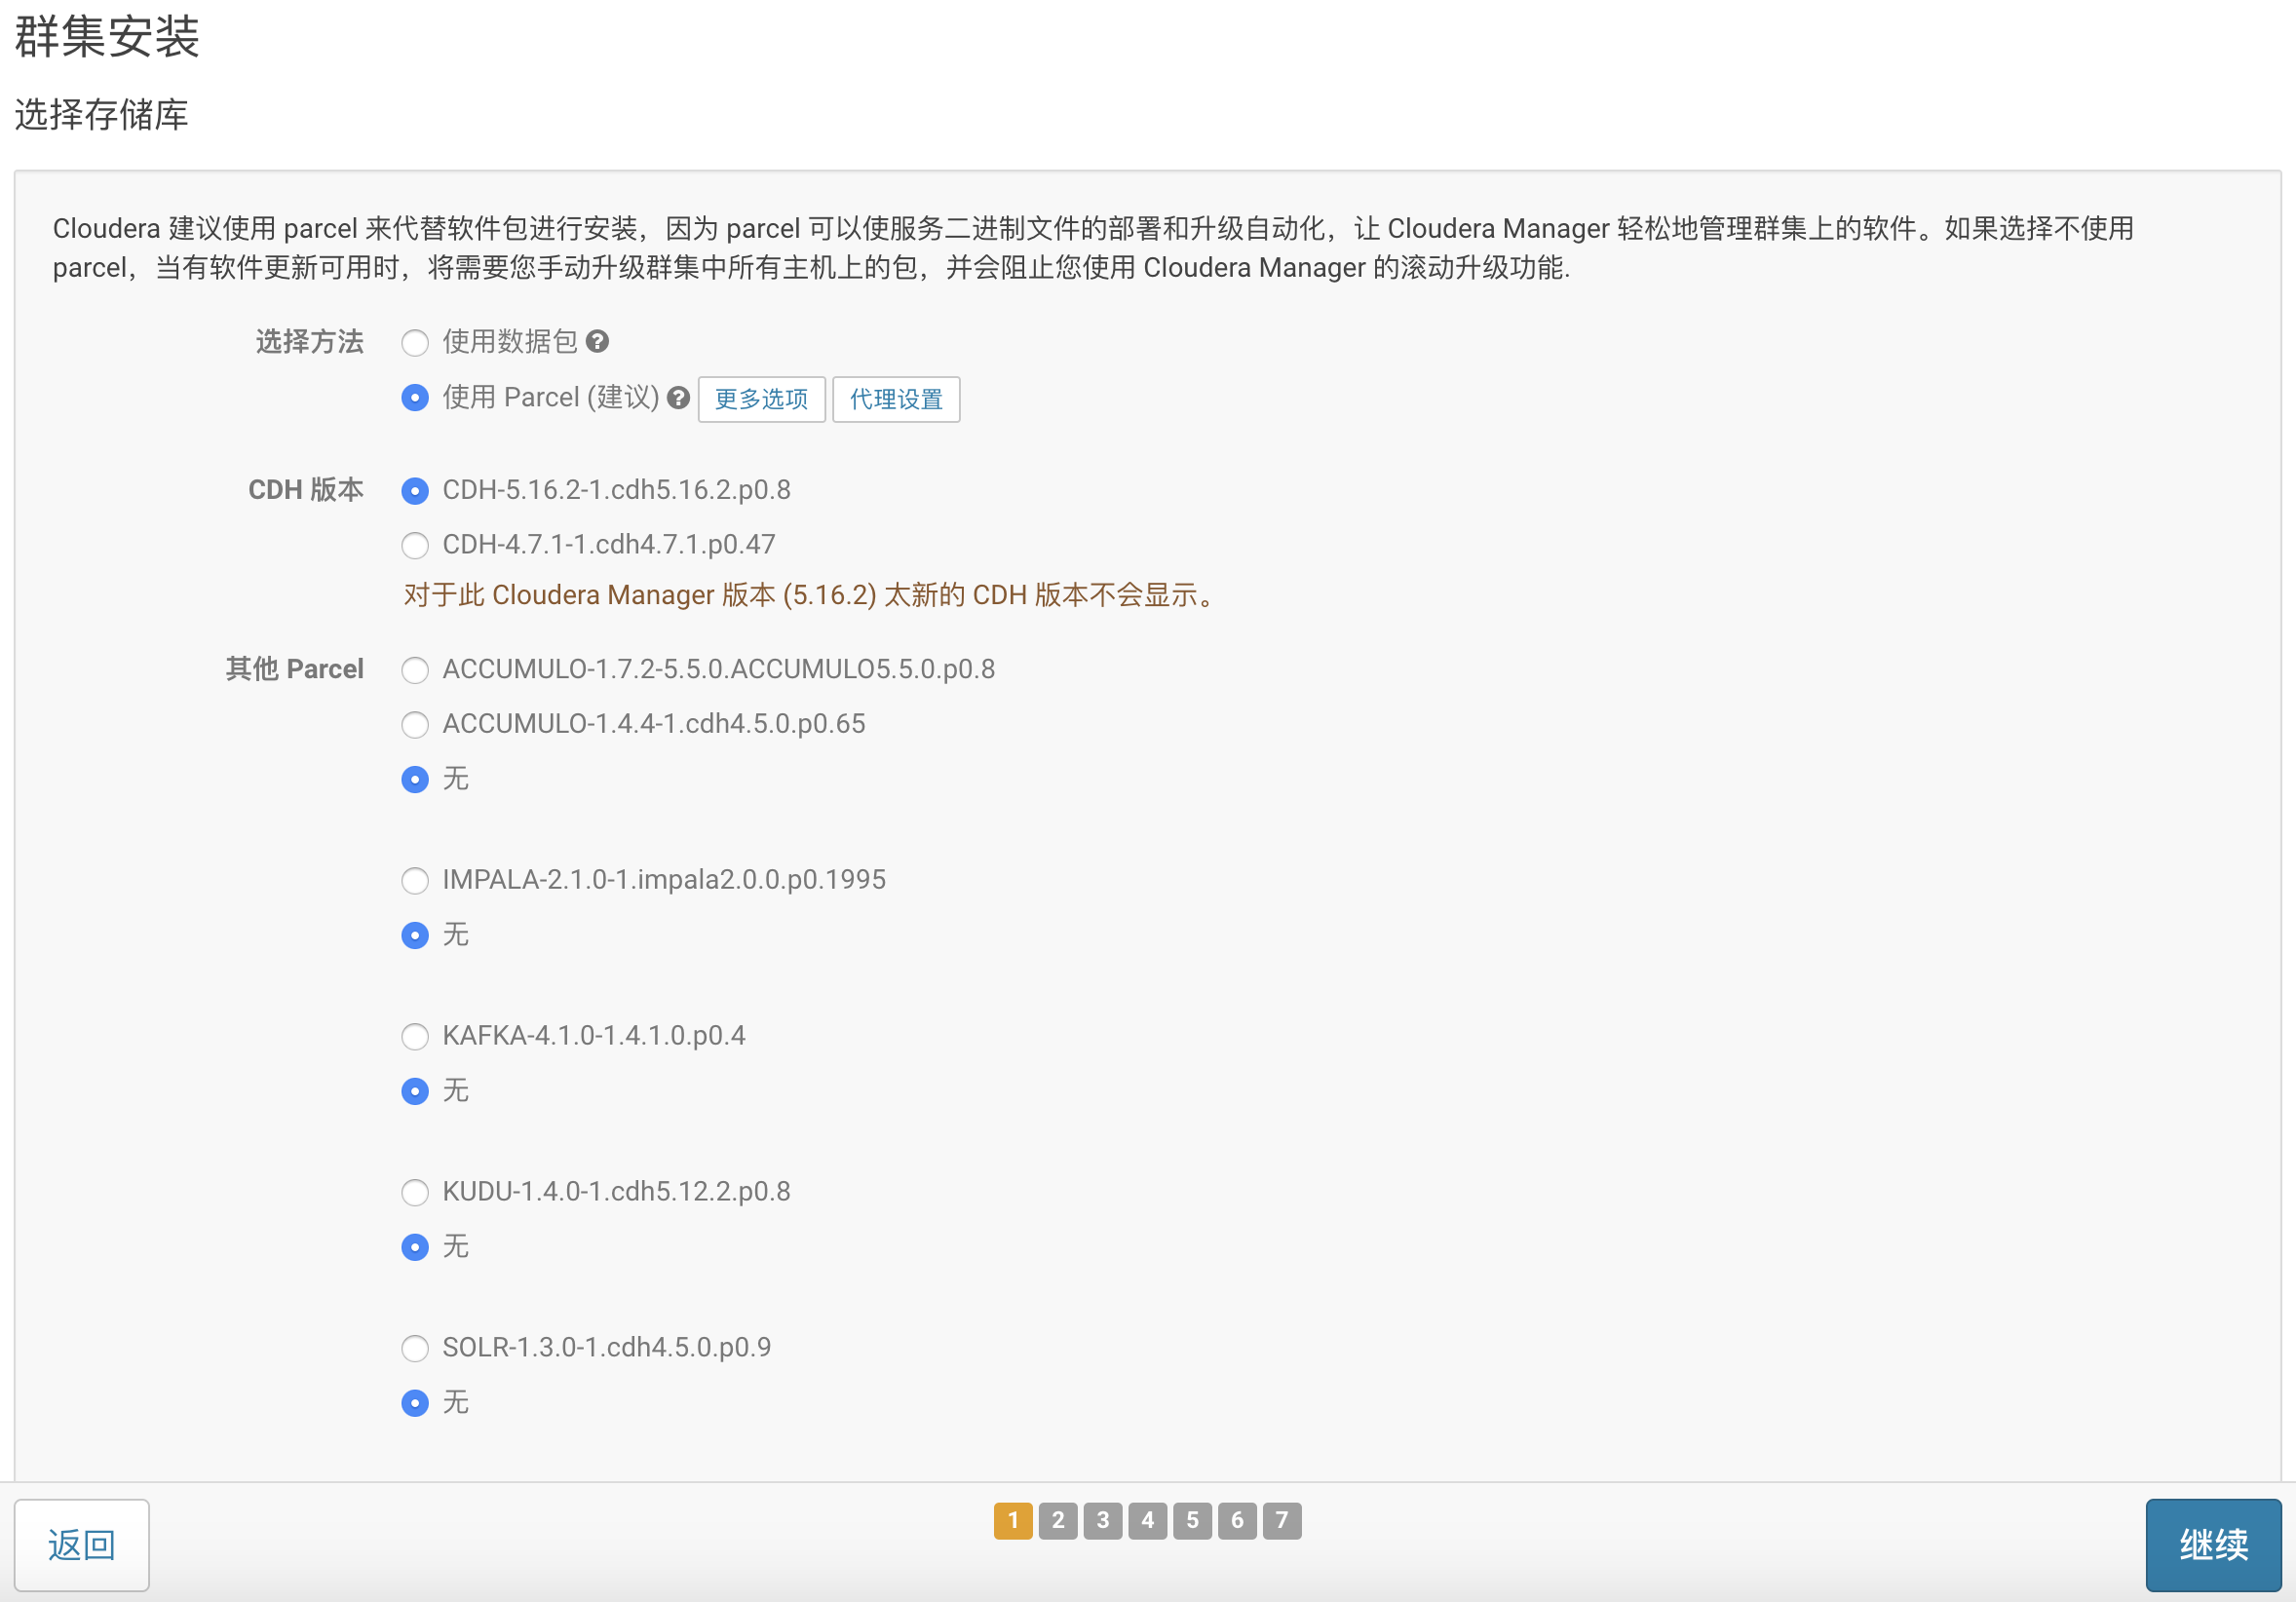 群集安装
选择存储库
Cloudera 建议使用 parcel 来代替软件包进行安装，因为 parcel 可以使服务二进制文件的部署和升级自动化，让 Cloudera Manager 轻松地管理群集上的软件。如果选择不使用
parcel，当有软件更新可用时，将需要您手动升级群集中所有主机上的包，并会阻止您使用 Cloudera Manager 的滚动升级功能.
选择方法 使用数据包 ?
使用 Parcel (建议) ? 更多选项 代理设置
CDH 版本 CDH-5.16.2-1.cdh5.16.2.p0.8
CDH-4.7.1-1.cdh4.7.1.p0.47
对于此 Cloudera Manager 版本 (5.16.2) 太新的 CDH 版本不会显示。
其他 Parcel ACCUMULO-1.7.2-5.5.0.ACCUMULO5.5.0.p0.8
ACCUMULO-1.4.4-1.cdh4.5.0.p0.65
无
IMPALA-2.1.0-1.impala2.0.0.p0.1995
无
KAFKA-4.1.0-1.4.1.0.p0.4
无
KUDU-1.4.0-1.cdh5.12.2.p0.8
无
SOLR-1.3.0-1.cdh4.5.0.p0.9
无
返回 1 2 3 4 5 6 7 继续